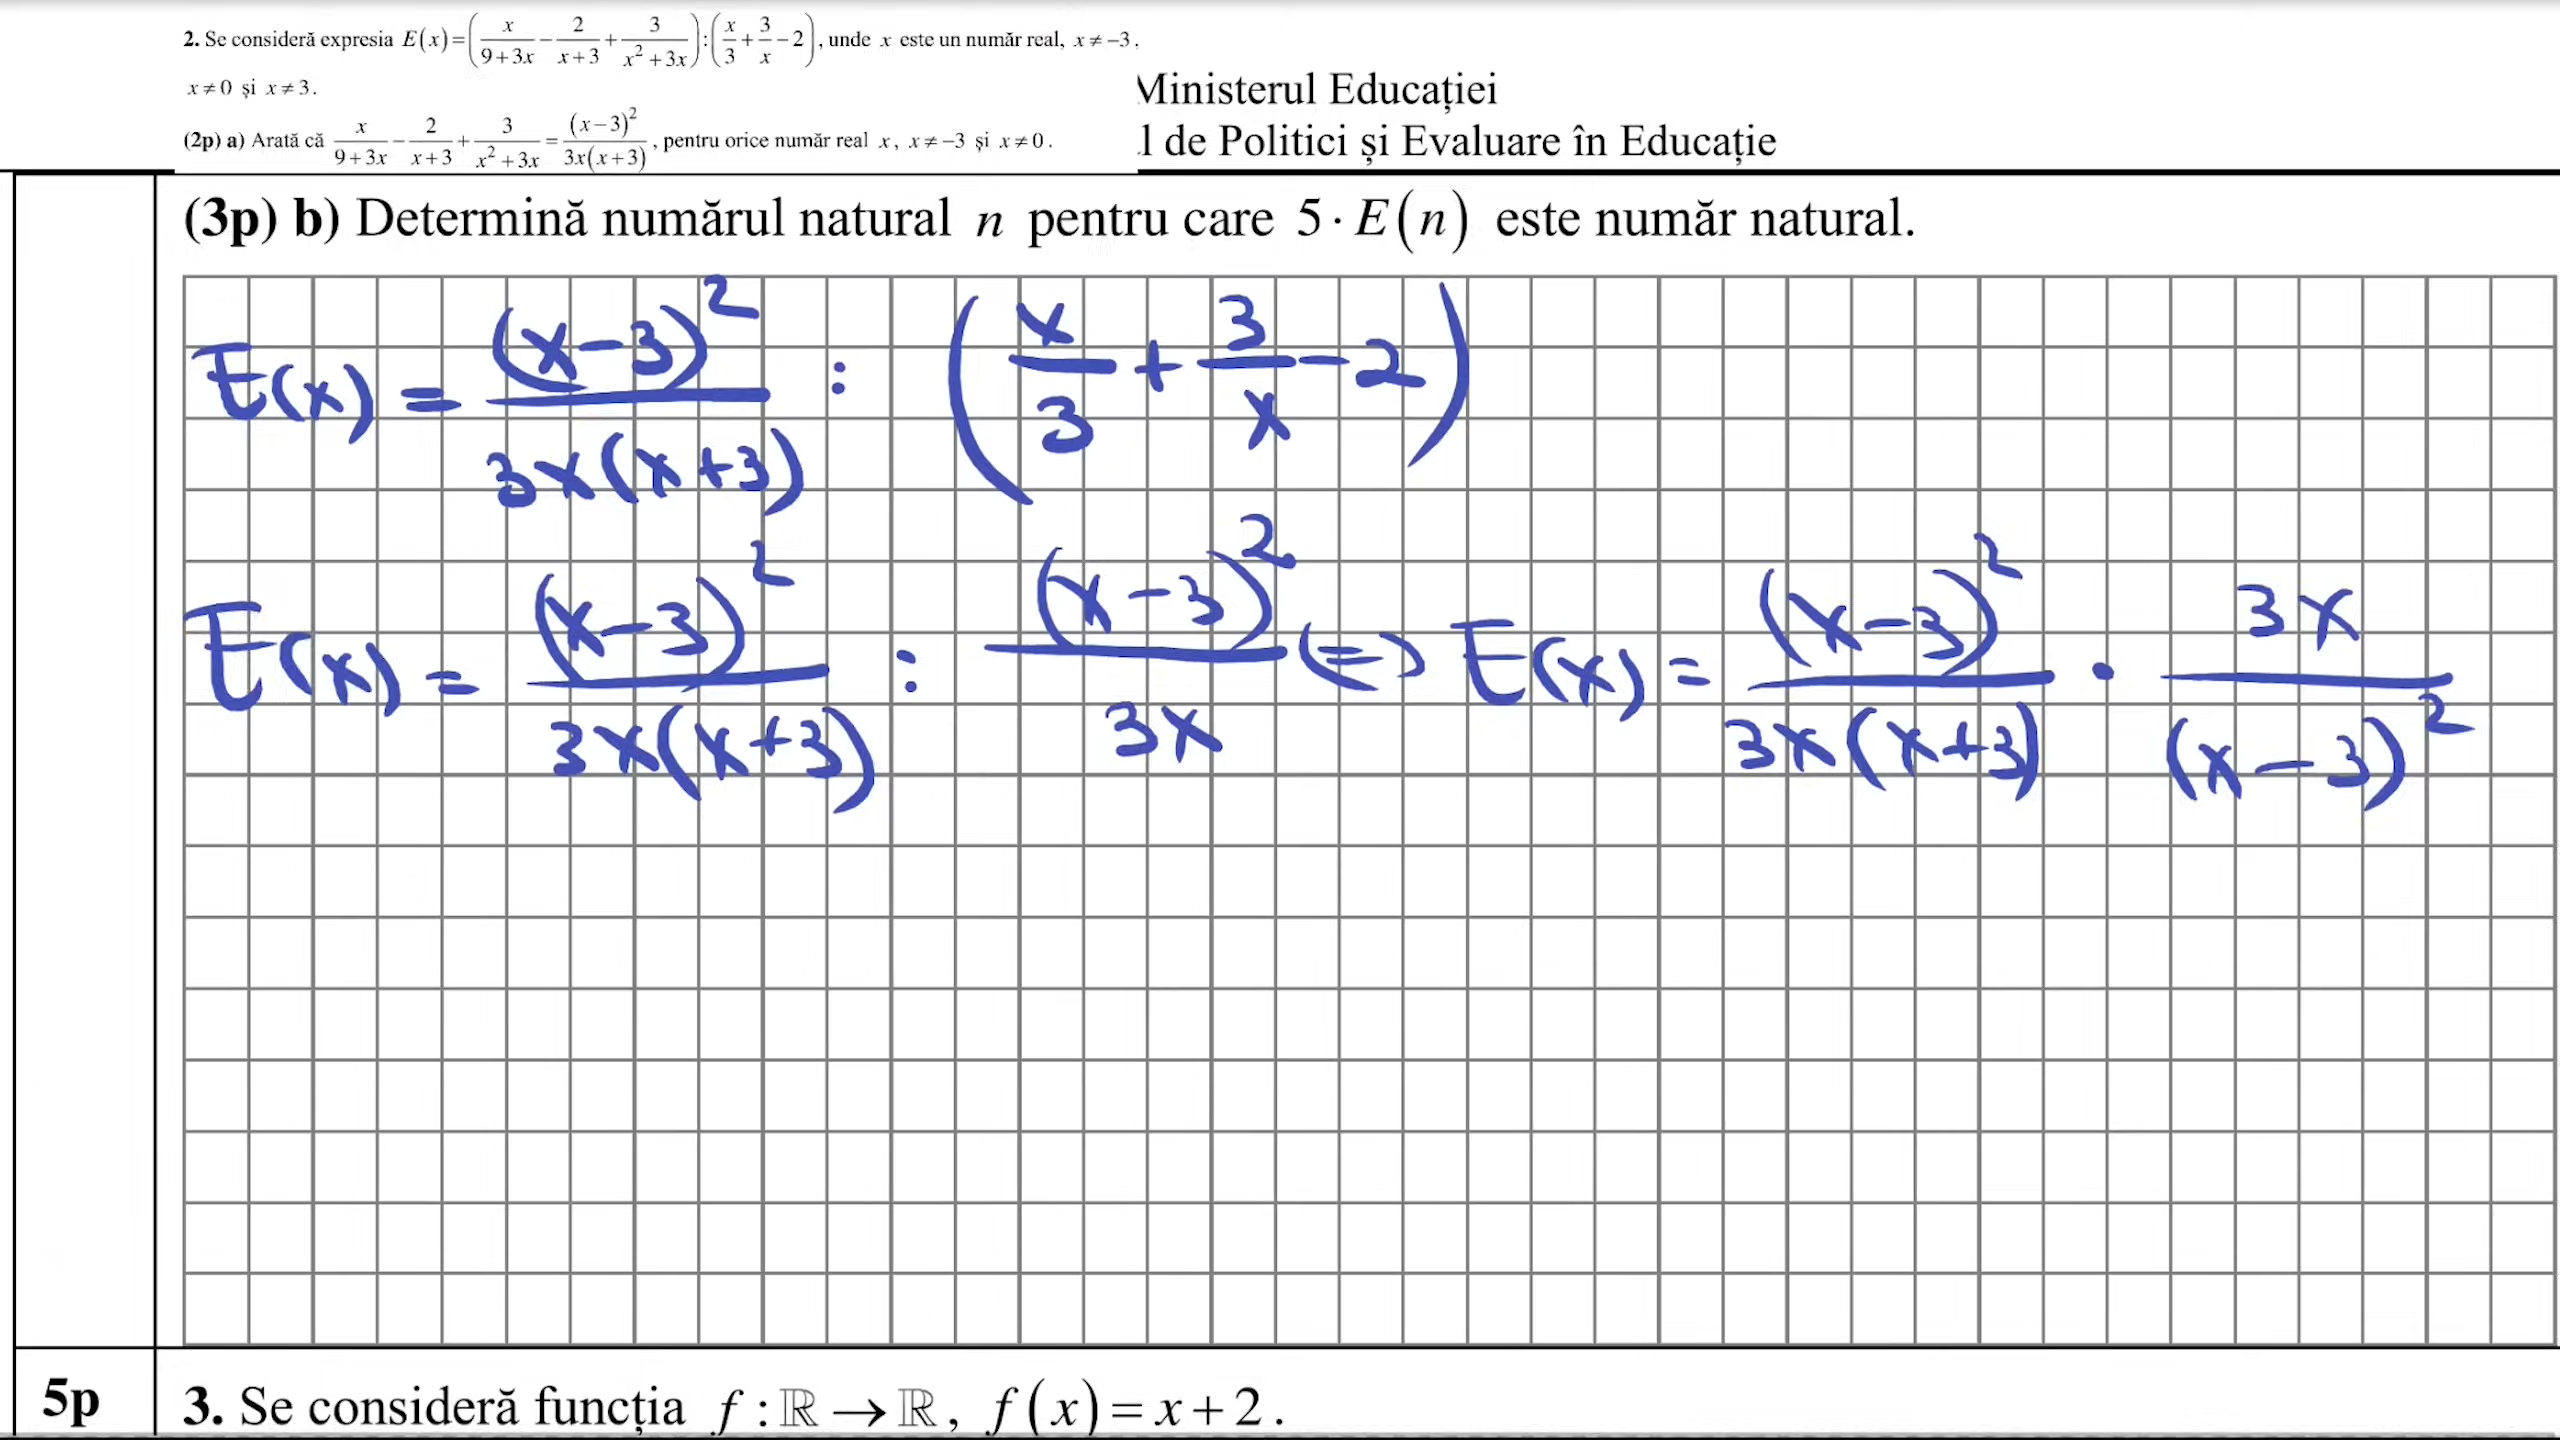 2. Se consideră expresia E(x)=(x/(9+3x) − 2/(x+3) + 3/(x²+3x)):(x/3 + 3/x − 2), unde x este un număr real, x≠−3,
x≠0 și x≠3.
Ministerul Educației
(2p) a) Arată că x/(9+3x) − 2/(x+3) + 3/(x²+3x) = (x−3)²/(3x(x+3)), pentru orice număr real x, x≠−3 și x≠0.
l de Politici și Evaluare în Educație
(3p) b) Determină numărul natural n pentru care 5·E(n) este număr natural.
E(x) = (x−3)²/(3x(x+3)) : (x/3 + 3/x − 2)
E(x) = (x−3)²/(3x(x+3)) : (x−3)²/(3x) (=) E(x) = (x−3)²/(3x(x+3)) · 3x/(x−3)²
5p 3. Se consideră funcția f:ℝ→ℝ, f(x)=x+2.